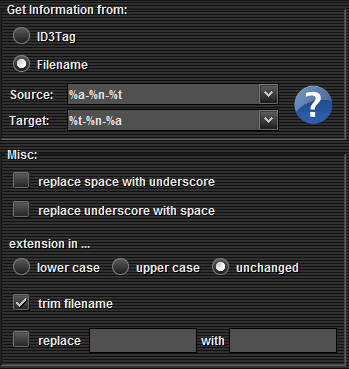 Get Information from:
ID3Tag
Filename
Source: %a-%n-%t
Target: %t-%n-%a
?
Misc:
replace space with underscore
replace underscore with space
extension in ...
lower case upper case unchanged
trim filename
replace with